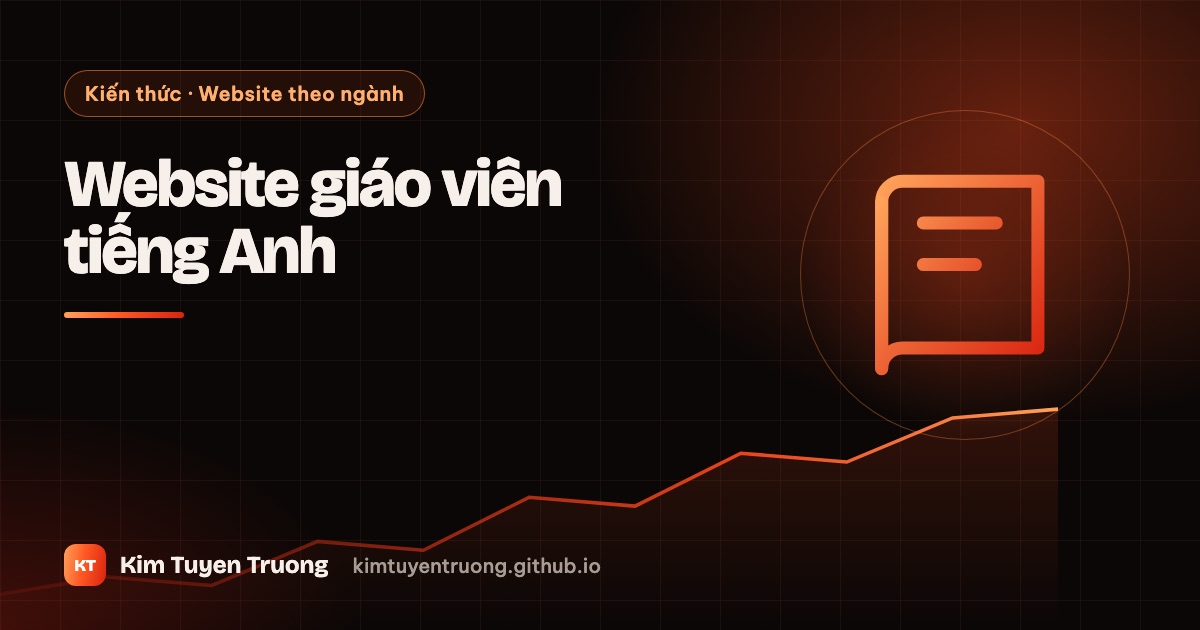 Kiến thức · Website theo ngành
Website giáo viên
tiếng Anh
KT Kim Tuyen Truong kimtuyentruong.github.io